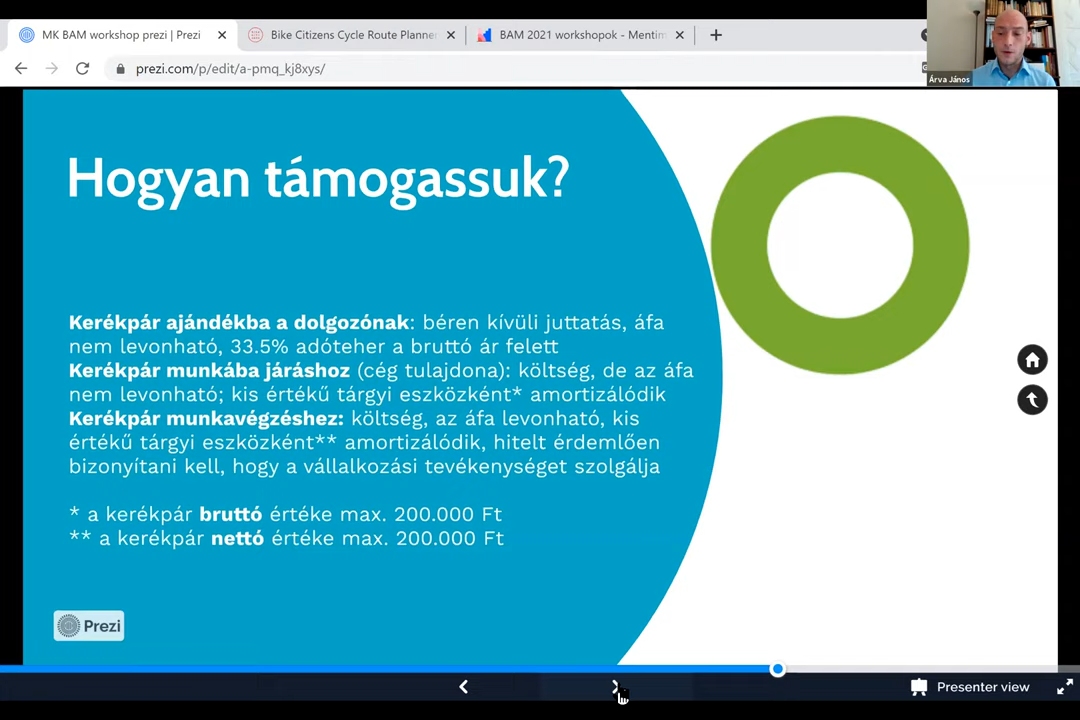 MK BAM workshop prezi | Prezi
Bike Citizens Cycle Route Planner
BAM 2021 workshopok - Mentim
prezi.com/p/edit/a-pmq_kj8xys/
Árva János
Hogyan támogassuk?
Kerékpár ajándékba a dolgozónak: béren kívüli juttatás, áfa
nem levonható, 33.5% adóteher a bruttó ár felett
Kerékpár munkába járáshoz (cég tulajdona): költség, de az áfa
nem levonható; kis értékű tárgyi eszközként* amortizálódik
Kerékpár munkavégzéshez: költség, az áfa levonható, kis
értékű tárgyi eszközként** amortizálódik, hitelt érdemlően
bizonyítani kell, hogy a vállalkozási tevékenységet szolgálja
* a kerékpár bruttó értéke max. 200.000 Ft
** a kerékpár nettó értéke max. 200.000 Ft
Prezi
Presenter view